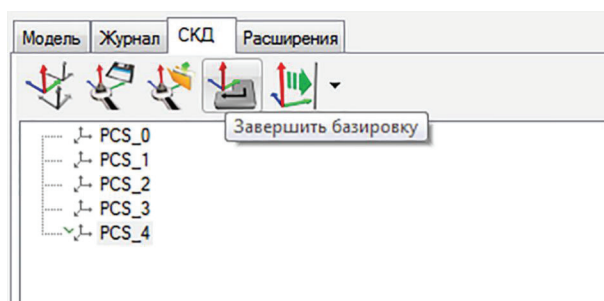 Модель Журнал СКД Расширения
Завершить базировку
PCS_0
PCS_1
PCS_2
PCS_3
PCS_4